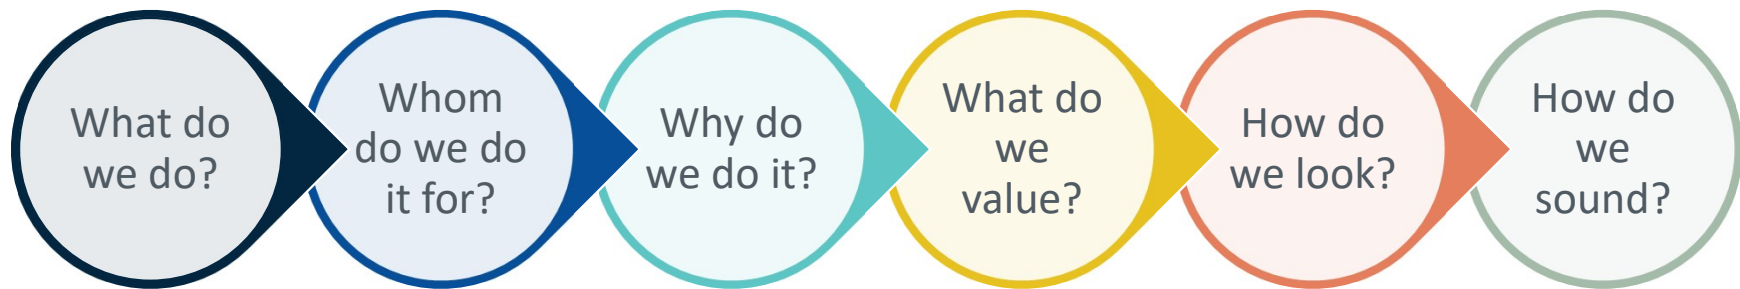 What do
we do?
Whom
do we do
it for?
Why do
we do it?
What do
we
value?
How do
we look?
How do
we
sound?